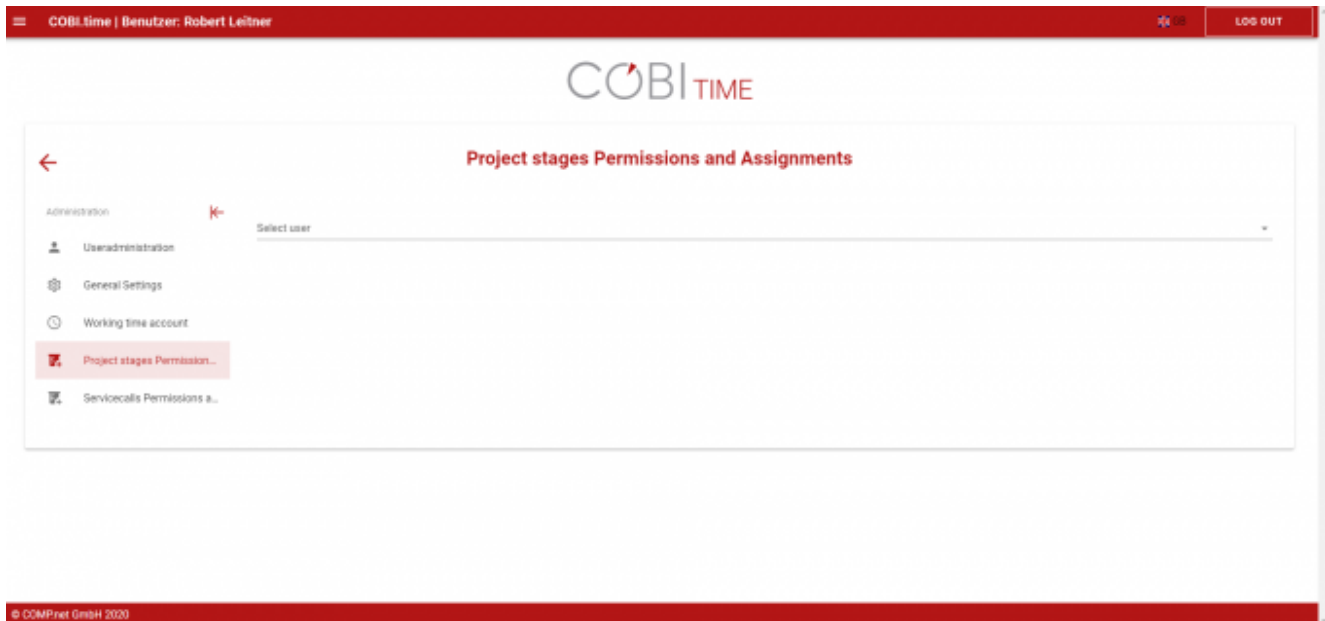 COBI.time | Benutzer: Robert Leitner
GB
LOG OUT
COBI TIME
Project stages Permissions and Assignments
Administration
Select user
Useradministration
General Settings
Working time account
Project stages Permission...
Servicecalls Permissions a...
© COMP.net GmbH 2020